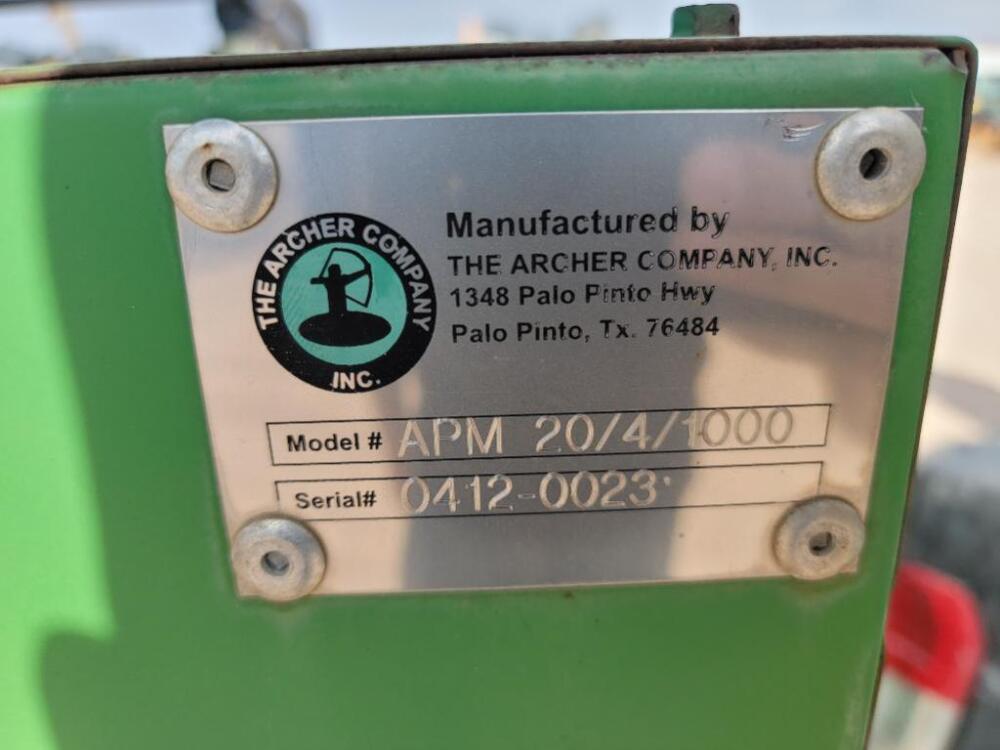 THE ARCHER COMPANY
INC.
Manufactured by
THE ARCHER COMPANY, INC.
1348 Palo Pinto Hwy
Palo Pinto, Tx. 76484
Model # APM 20/4/1000
Serial# 0412-0023